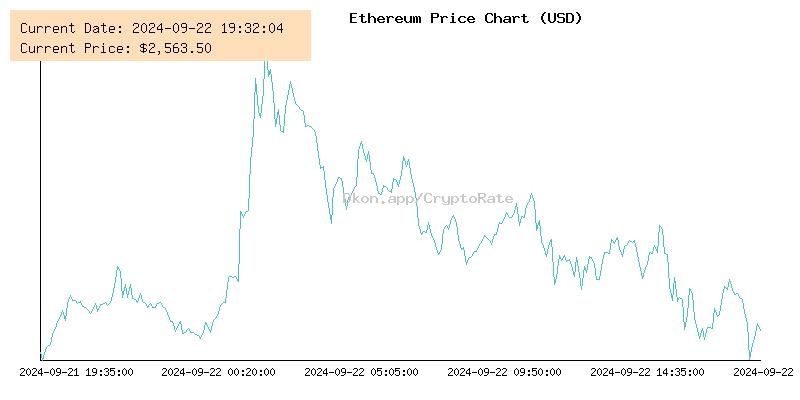 Ethereum Price Chart (USD)
Current Date: 2024-09-22 19:32:04
Current Price: $2,563.50
0kon.app/CryptoRate
2024-09-21 19:35:00
2024-09-22 00:20:00
2024-09-22 05:05:00
2024-09-22 09:50:00
2024-09-22 14:35:00
2024-09-22